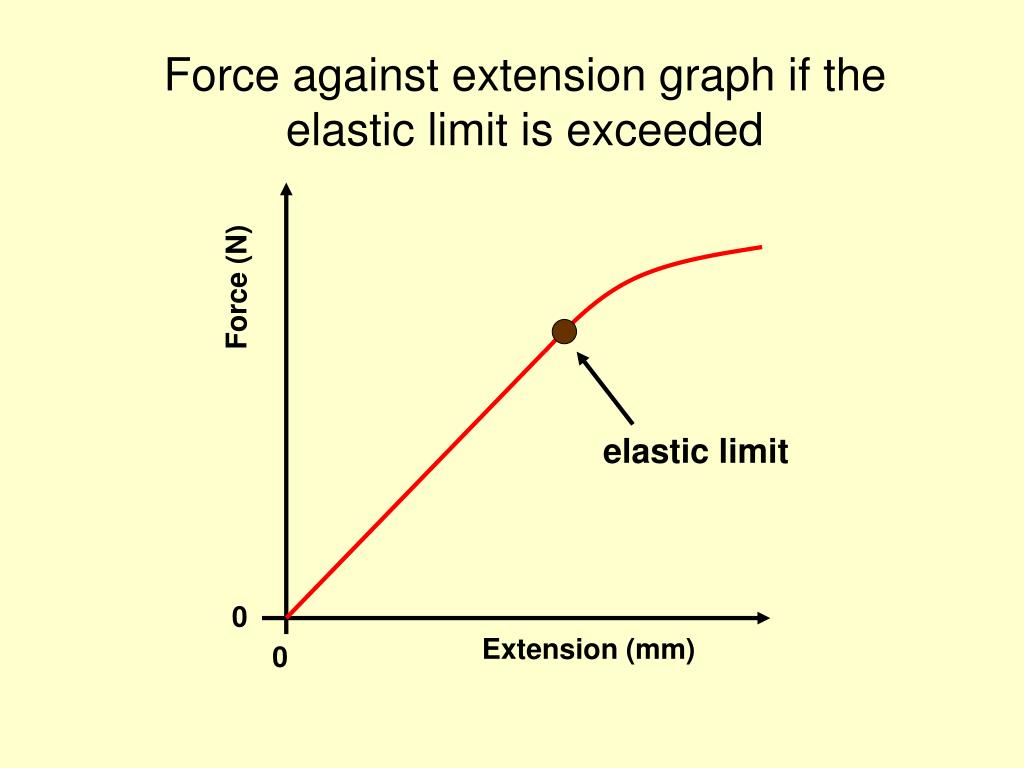 Force against extension graph if the
elastic limit is exceeded
Force (N)
elastic limit
0
0
Extension (mm)